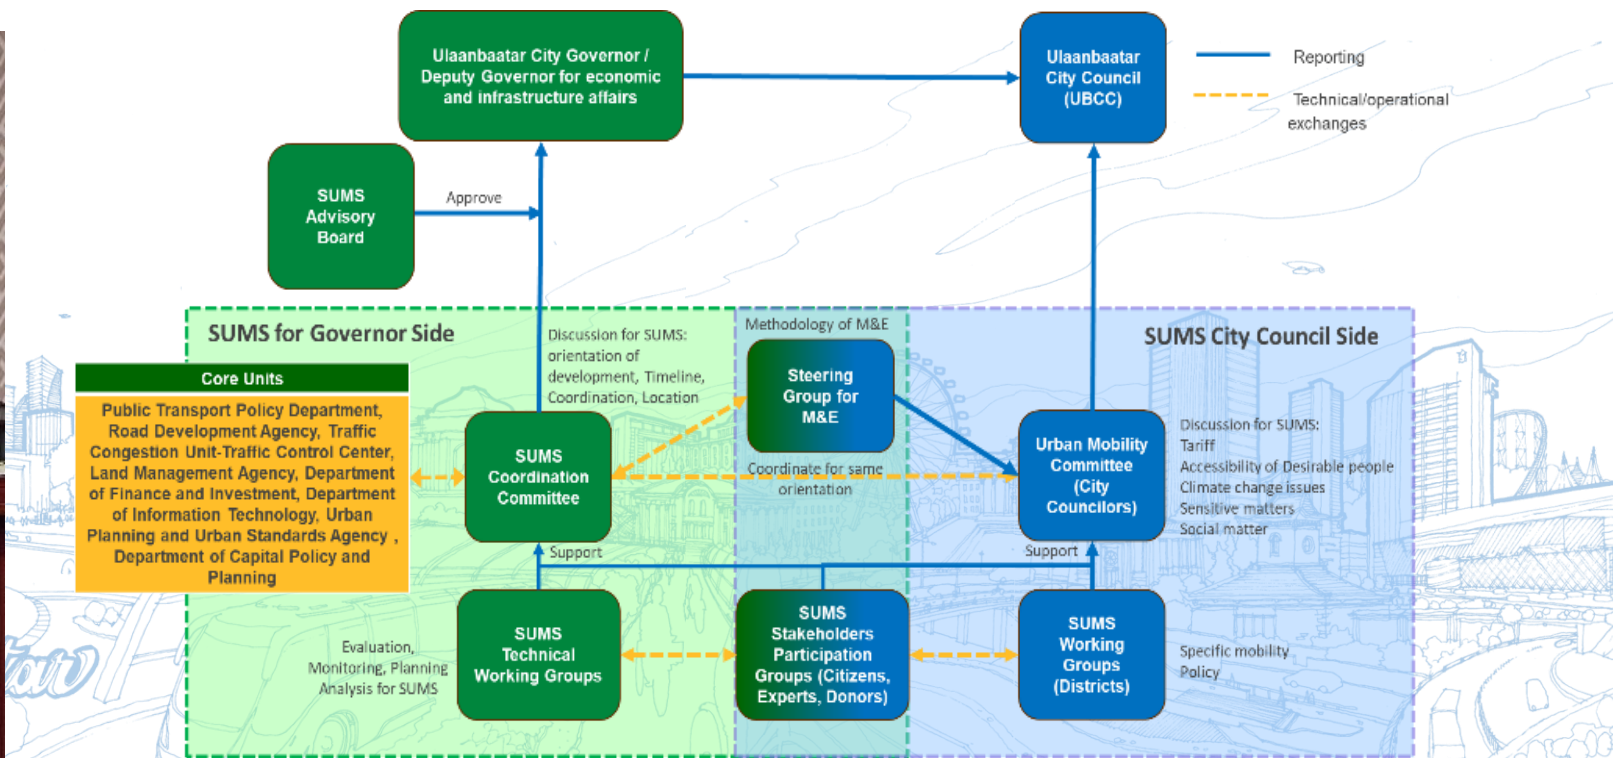 Ulaanbaatar City Governor /
Deputy Governor for economic
and infrastructure affairs
Ulaanbaatar
City Council
(UBCC)
Reporting
Technical/operational
exchanges
SUMS
Advisory
Board
Approve
SUMS for Governor Side
Discussion for SUMS:
orientation of
development, Timeline,
Coordination, Location
Methodology of M&E
SUMS City Council Side
Core Units
Public Transport Policy Department,
Road Development Agency, Traffic
Congestion Unit-Traffic Control Center,
Land Management Agency, Department
of Finance and Investment, Department
of Information Technology, Urban
Planning and Urban Standards Agency ,
Department of Capital Policy and
Planning
SUMS
Coordination
Committee
Steering
Group for
M&E
Coordinate for same
orientation
Urban Mobility
Committee
(City
Councilors)
Discussion for SUMS:
Tariff
Accessibility of Desirable people
Climate change issues
Sensitive matters
Social matter
Support
Support
Evaluation,
Monitoring, Planning
Analysis for SUMS
SUMS
Technical
Working Groups
SUMS
Stakeholders
Participation
Groups (Citizens,
Experts, Donors)
SUMS
Working
Groups
(Districts)
Specific mobility
Policy